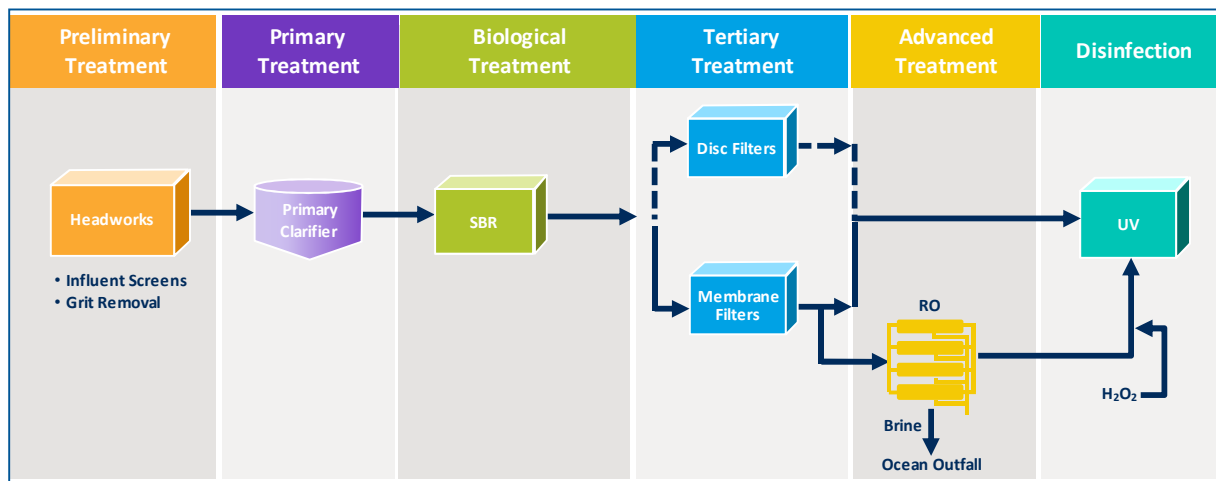 Preliminary
Treatment
Primary
Treatment
Biological
Treatment
Tertiary
Treatment
Advanced
Treatment
Disinfection
Headworks
• Influent Screens
• Grit Removal
Primary
Clarifier
SBR
Disc Filters
Membrane
Filters
RO
Brine
Ocean Outfall
UV
H₂O₂